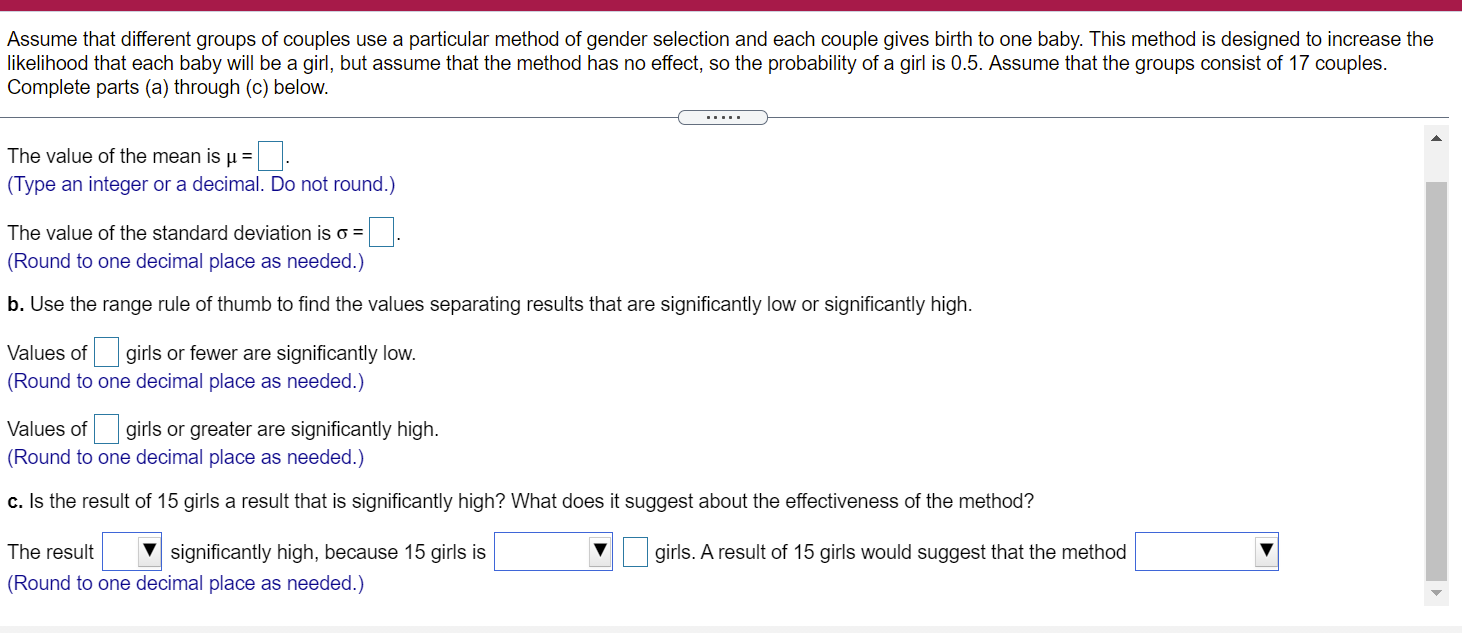 Assume that different groups of couples use a particular method of gender selection and each couple gives birth to one baby. This method is designed to increase the
likelihood that each baby will be a girl, but assume that the method has no effect, so the probability of a girl is 0.5. Assume that the groups consist of 17 couples.
Complete parts (a) through (c) below.
The value of the mean is μ = .
(Type an integer or a decimal. Do not round.)
The value of the standard deviation is σ = .
(Round to one decimal place as needed.)
b. Use the range rule of thumb to find the values separating results that are significantly low or significantly high.
Values of girls or fewer are significantly low.
(Round to one decimal place as needed.)
Values of girls or greater are significantly high.
(Round to one decimal place as needed.)
c. Is the result of 15 girls a result that is significantly high? What does it suggest about the effectiveness of the method?
The result ▼ significantly high, because 15 girls is ▼ girls. A result of 15 girls would suggest that the method ▼
(Round to one decimal place as needed.)